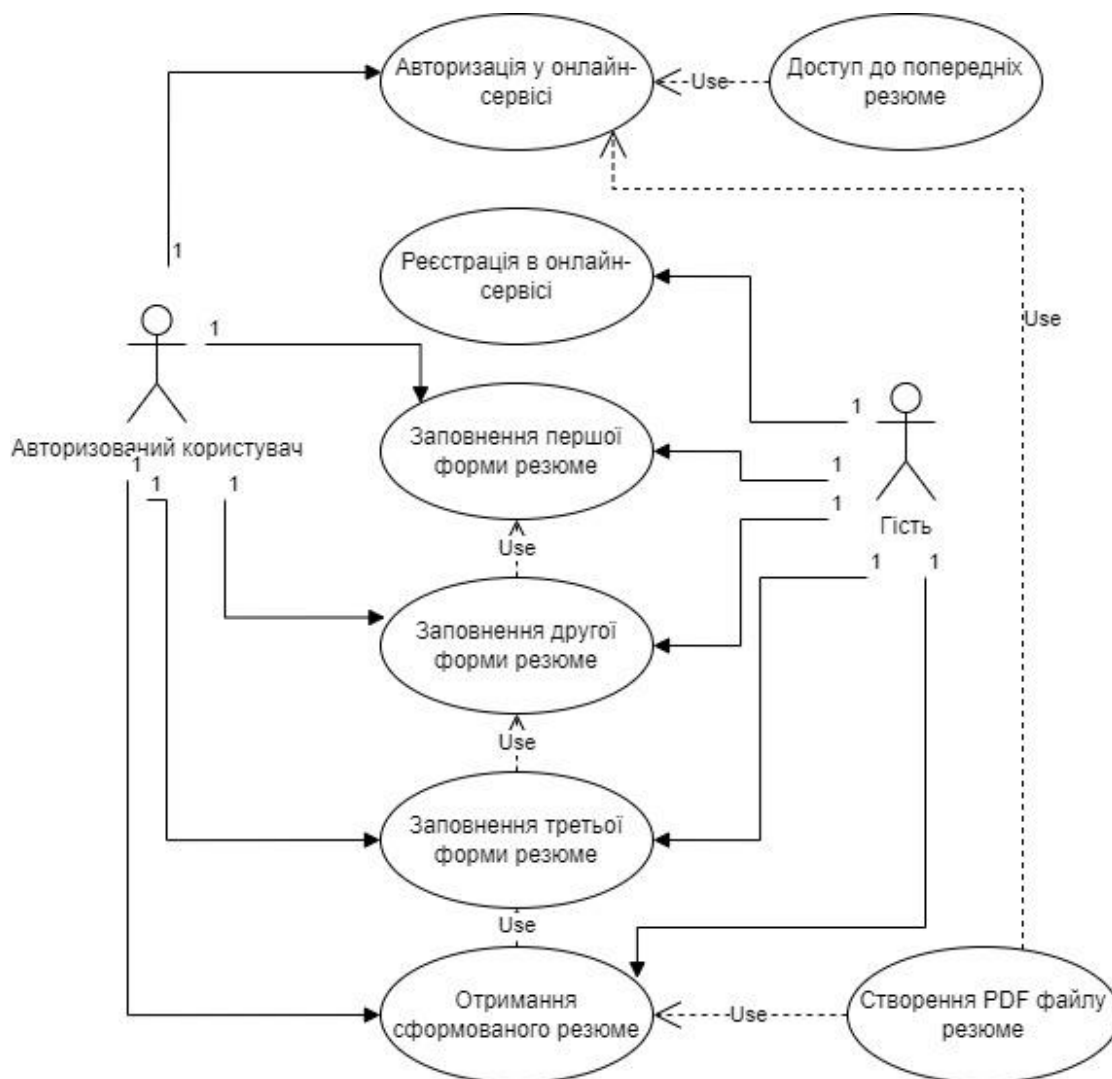 Авторизація у онлайн-
сервісі
Use
Доступ до попередніх
резюме
1
Реєстрація в онлайн-
сервісі
Use
1
Авторизований користувач
Заповнення першої
форми резюме
1
1
1
Гість
1
1
1
Use
1
1
Заповнення другої
форми резюме
Use
Заповнення третьої
форми резюме
Use
Отримання
сформованого резюме
Use
Створення PDF файлу
резюме